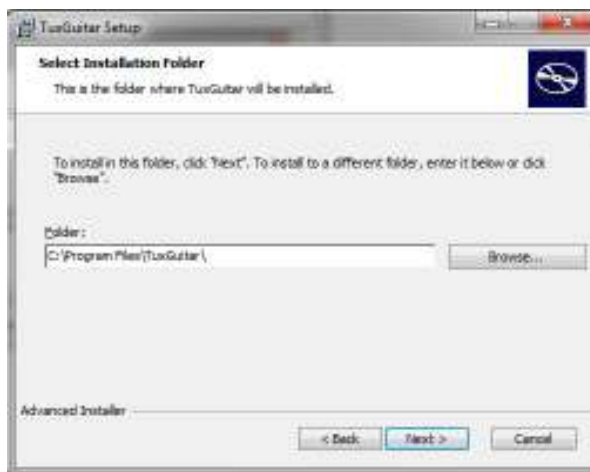 TuxGuitar Setup
Select Installation Folder
This is the folder where TuxGuitar will be installed.
To install in this folder, click "Next". To install to a different folder, enter it below or click
"Browse".
Folder:
C:\Program Files\TuxGuitar\
Browse...
Advanced Installer
< Back
Next >
Cancel